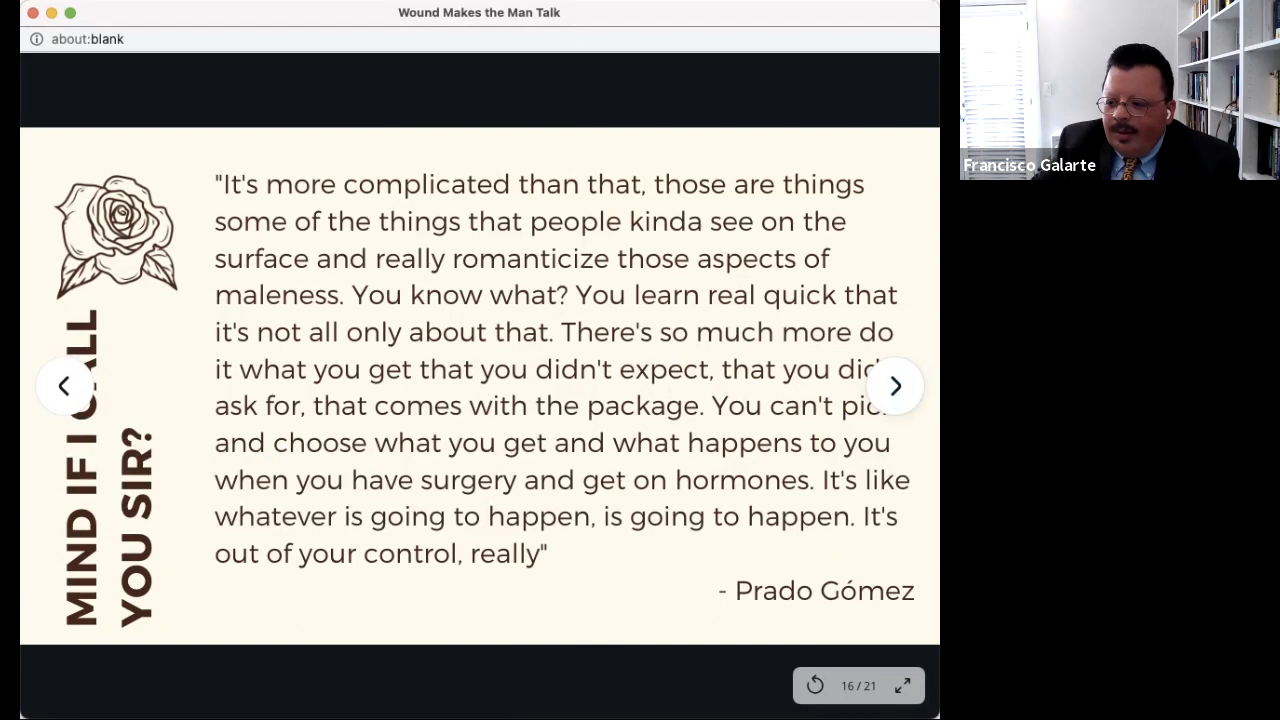 Wound Makes the Man Talk
about:blank
"It's more complicated than that, those are things
some of the things that people kinda see on the
surface and really romanticize those aspects of
maleness. You know what? You learn real quick that
it's not all only about that. There's so much more do
it what you get that you didn't expect, that you
ask for, that comes with the package. You can't
and choose what you get and what happens to you
when you have surgery and get on hormones. It's like
whatever is going to happen, is going to happen. It's
out of your control, really"
- Prado Gómez
MIND IF I CALL
YOU SIR?
16 / 21
Francisco Galarte